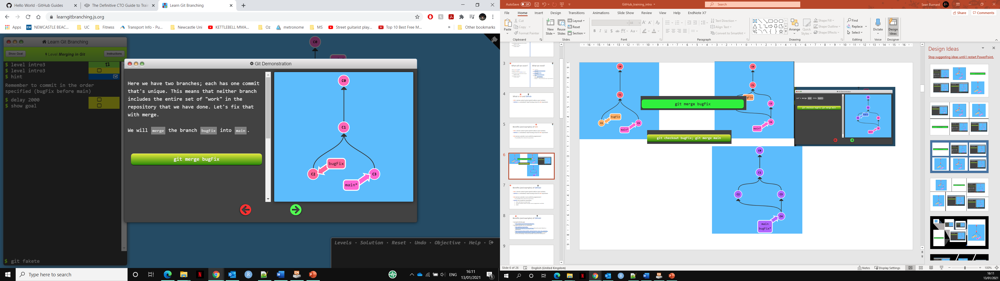 Hello World · GitHub Guides
The Definitive CTO Guide to Train
Learn Git Branching
learngitbranching.js.org
Apps
NEWCASTLE BEAC...
UC
Fitness
Transport Info - Pu...
Newcastle Uni
KETTLEBELL MMA...
Oz
metronome
MS
Street guitarist play...
Top 10 Best Free M...
»
Other bookmarks
Learn Git Branching
Show Goal
Level Merging in Git
Instructions
$ level intro3
$ level intro3
$ hint
Remember to commit in the order
specified (bugFix before main)
$ delay 2000
$ show goal
$ git fakete
C0
Git Demonstration
Here we have two branches; each has one commit
that's unique. This means that neither branch
includes the entire set of "work" in the
repository that we have done. Let's fix that
with merge.
We will merge the branch bugFix into main.
git merge bugFix
C0
C1
bugFix
C2
C3
main*
Levels · Solution · Reset · Undo · Objective · Help ·
Type here to search
ENG
16:11
13/01/2021
1
AutoSave Off
GitHub_training_intro
Search
Sean Burnard
File Home Insert Design Transitions Animations Slide Show Review View Help EndNote X7
Share
Comments
Paste
Cut
Copy
Format Painter
Clipboard
New
Slide
Reuse
Slides
Layout
Reset
Section
Slides
44
Font
Text Direction
Align Text
Convert to SmartArt
Paragraph
Arrange
Quick
Styles
Shape Fill
Shape Outline
Shape Effects
Drawing
Find
Replace
Select
Editing
Dictate
Voice
Design
Ideas
Designer
3
What will we cover?
What we need?
4
What is Git and GitHub
5
Benefits (and examples) of GIT!
6
7
Benefits (and examples) of GitHub!
8
Benefits (and examples) of GitHub!
9
C0
C1
bugFix
C2
C3
main*
git merge bugFix
git checkout bugFix; git merge main
C0
C1
gFix
C3
C4
main*
Git Demonstration
Let's merge main into bugFix
git checkout bugFix; git merge main
C0
C1
C2
C3
C4
main
bugFix*
Design Ideas
Stop suggesting ideas until I restart PowerPoint.
Slide 6 of 26
English (United Kingdom)
Notes
Display Settings
100%
16:11
13/01/2021